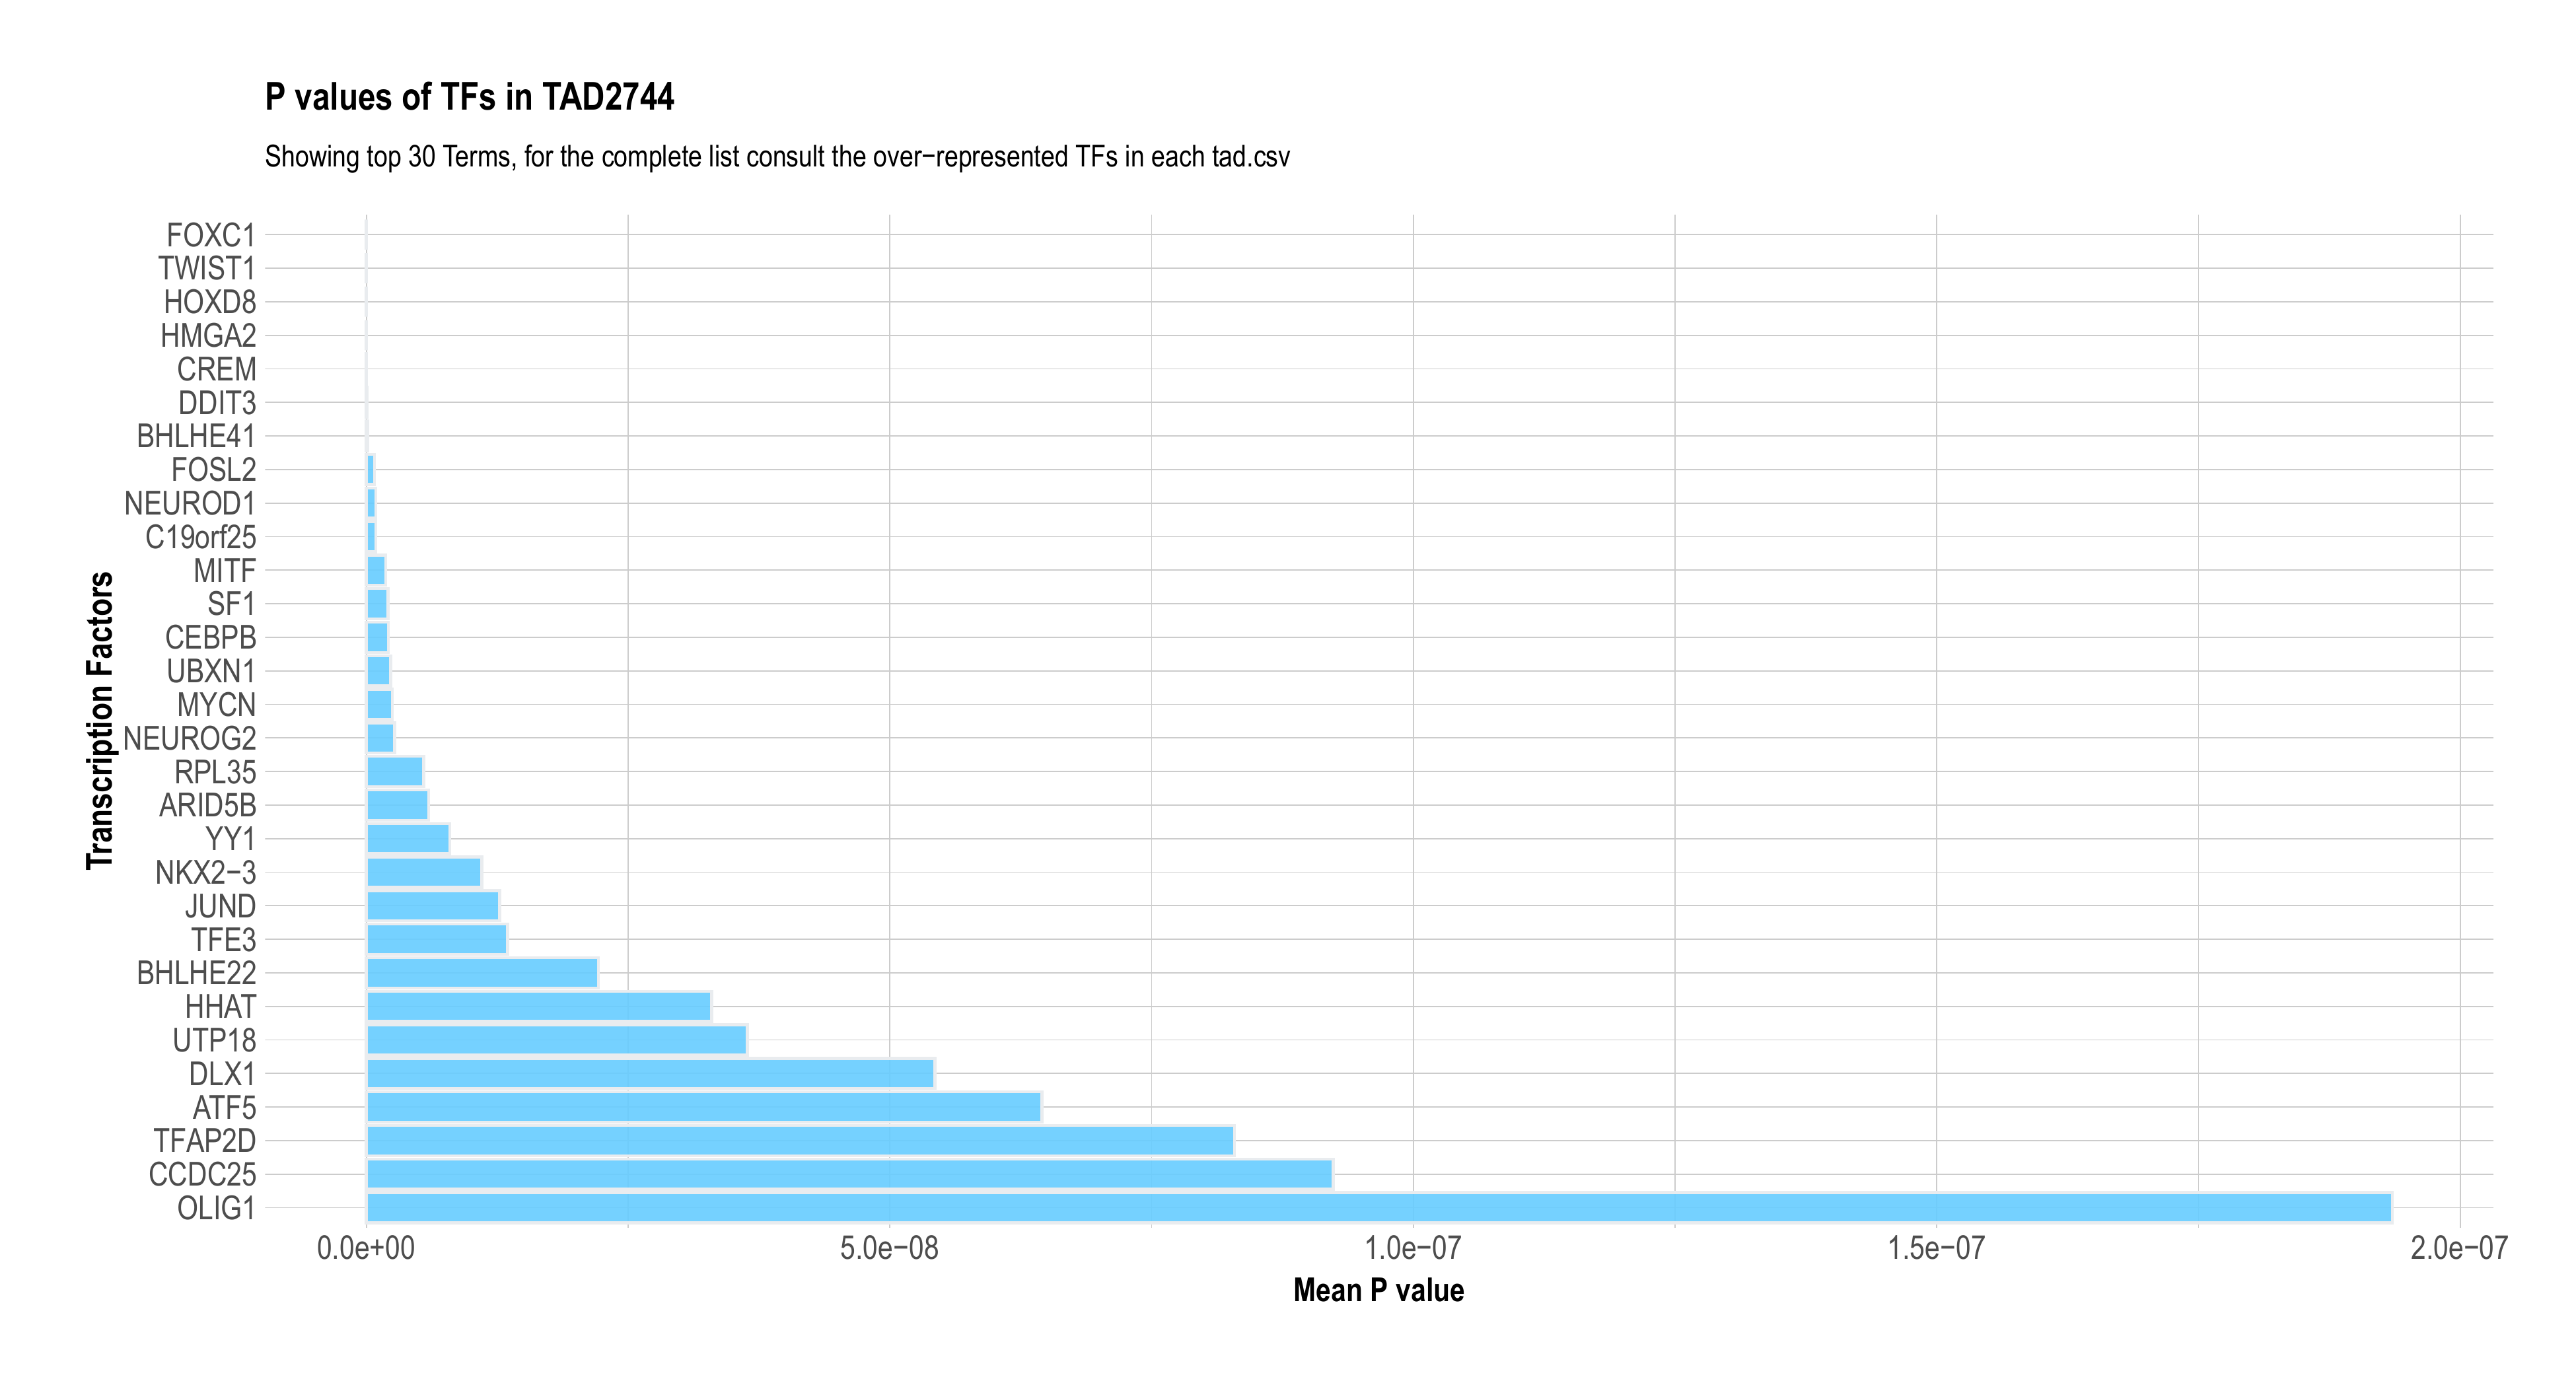 P values of TFs in TAD2744
Showing top 30 Terms, for the complete list consult the over−represented TFs in each tad.csv
Transcription Factors
FOXC1
TWIST1
HOXD8
HMGA2
CREM
DDIT3
BHLHE41
FOSL2
NEUROD1
C19orf25
MITF
SF1
CEBPB
UBXN1
MYCN
NEUROG2
RPL35
ARID5B
YY1
NKX2−3
JUND
TFE3
BHLHE22
HHAT
UTP18
DLX1
ATF5
TFAP2D
CCDC25
OLIG1
0.0e+00 5.0e−08 1.0e−07 1.5e−07 2.0e−07
Mean P value